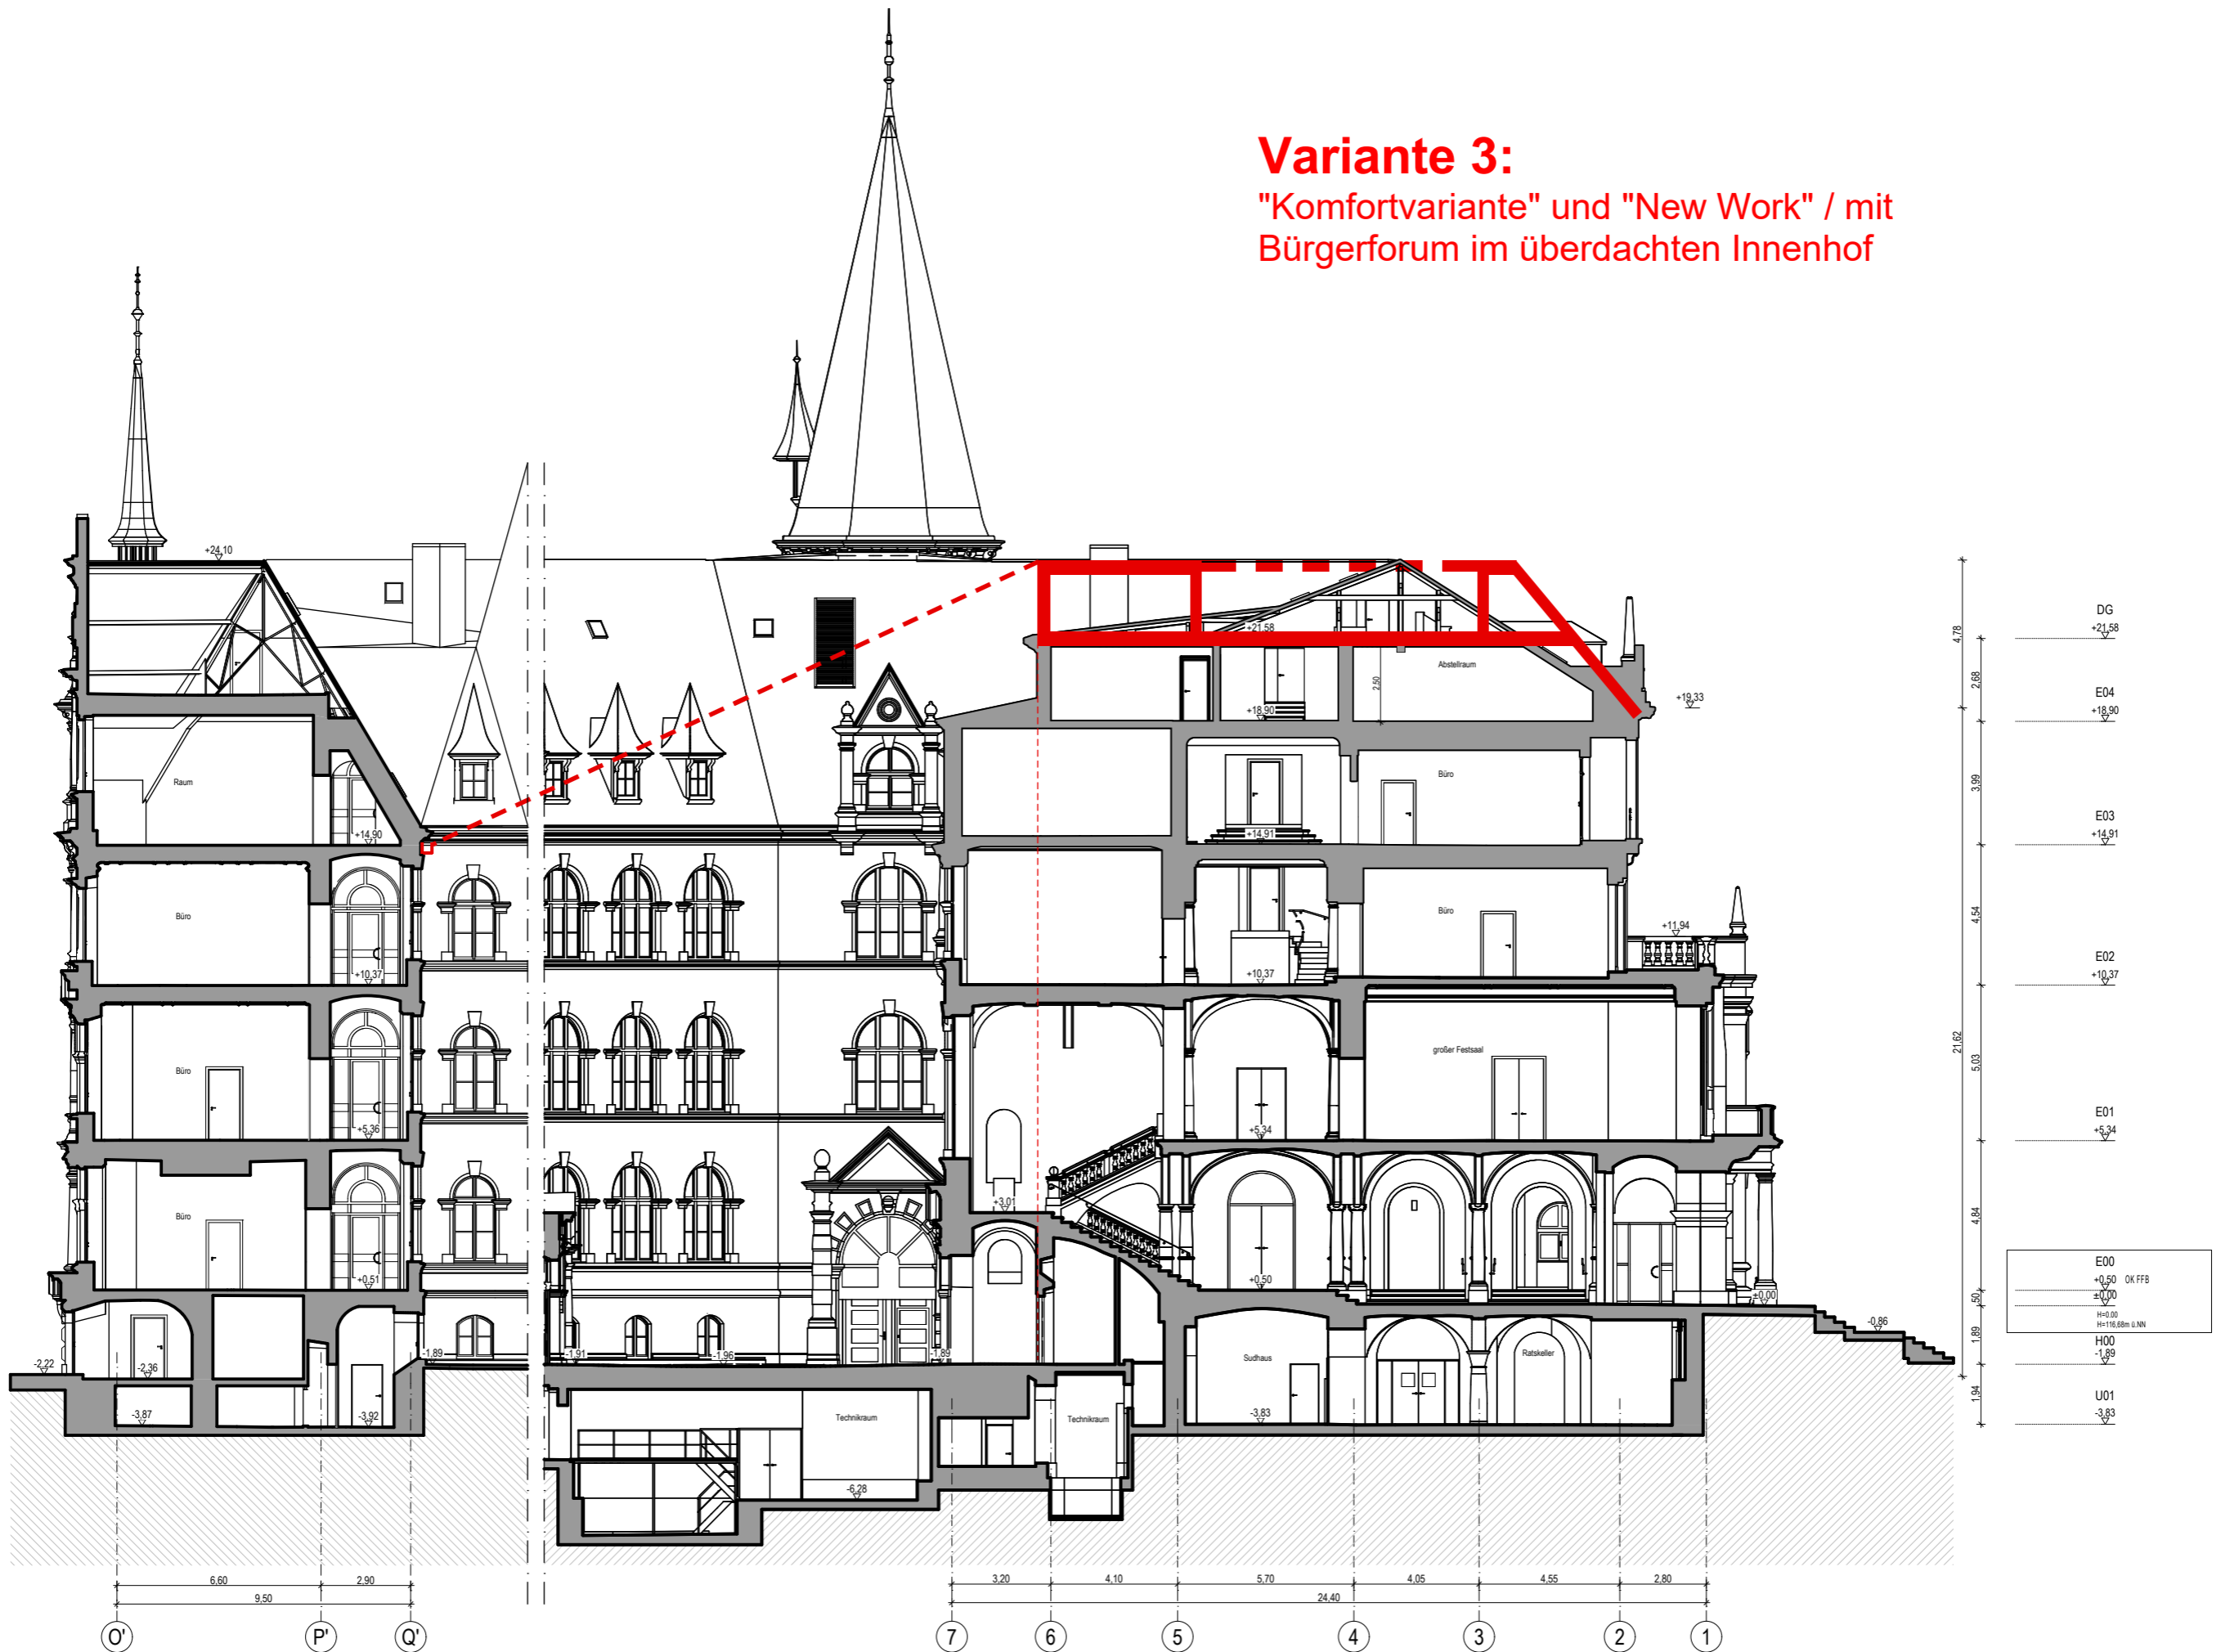 Variante 3:
"Komfortvariante" und "New Work" / mit
Bürgerforum im überdachten Innenhof
+24,10
DG
+21,58
+21,58
4,78
Abstellraum
2,50
2,68
E04
+18,90
+18,90
+19,33
Raum
Büro
3,99
+14,90
+14,91
E03
+14,91
Büro
Büro
4,54
+11,94
+10,37
+10,37
E02
+10,37
21,62
Büro
großer Festsaal
5,03
+5,36
+5,34
E01
+5,34
Büro
+3,01
4,84
+0,51
+0,50
±0,00
E00
+0,50 OK FFB
±0,00
H=0.00
H=116,68m ü.NN
,50
-0,86
1,89
H00
-1,89
-2,22
-2,36
-1,89
-1,91
-1,96
-1,89
Sudhaus
Ratskeller
1,94
U01
-3,83
-3,87
-3,92
Technikraum
Technikraum
-3,83
-6,28
6,60
2,90
3,20
4,10
5,70
4,05
4,55
2,80
9,50
24,40
O'
P'
Q'
7
6
5
4
3
2
1